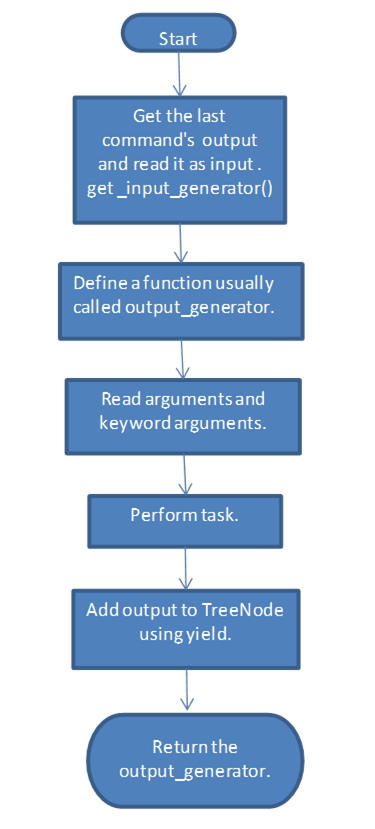 Start
Get the last
command's output
and read it as input .
get _input_generator()
Define a function usually
called output_generator.
Read arguments and
keyword arguments.
Perform task.
Add output to TreeNode
using yield.
Return the
output_generator.